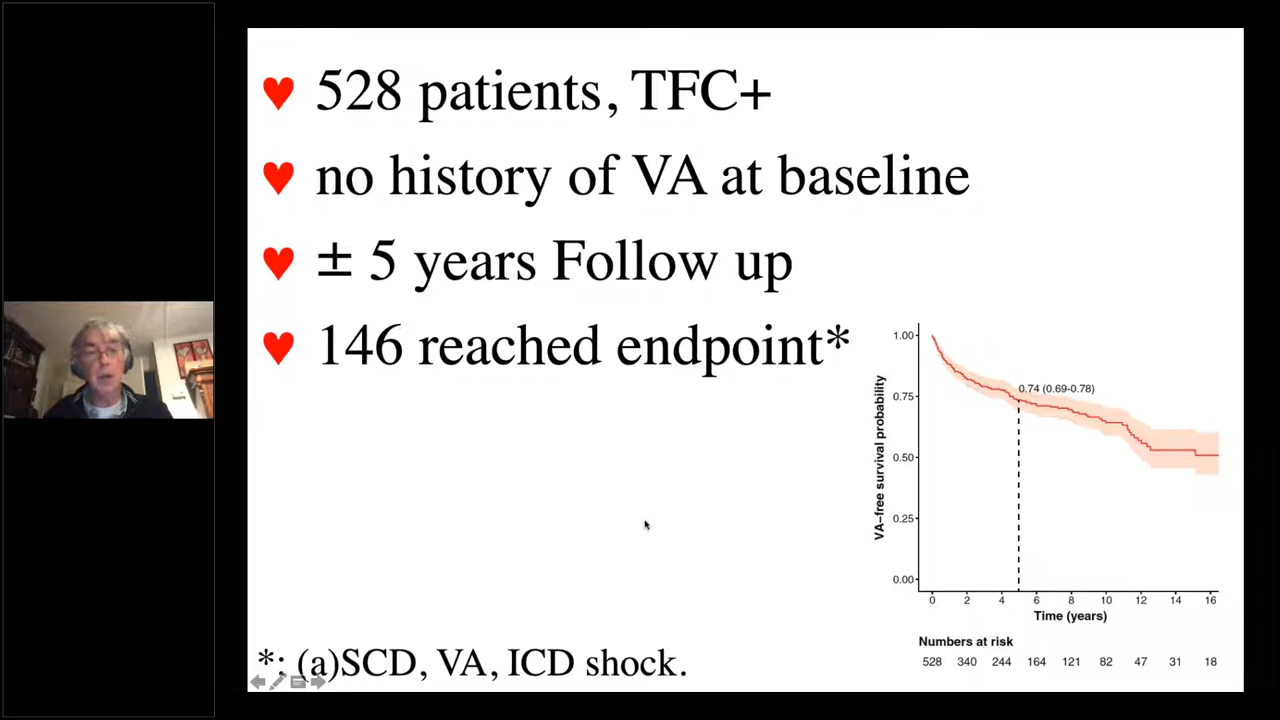 ♥ 528 patients, TFC+
♥ no history of VA at baseline
♥ ± 5 years Follow up
♥ 146 reached endpoint*
VA−free survival probability
1.00
0.75
0.50
0.25
0.00
0.74 (0.69-0.78)
0 2 4 6 8 10 12 14 16
Time (years)
Numbers at risk
528 340 244 164 121 82 47 31 18
*: (a)SCD, VA, ICD shock.